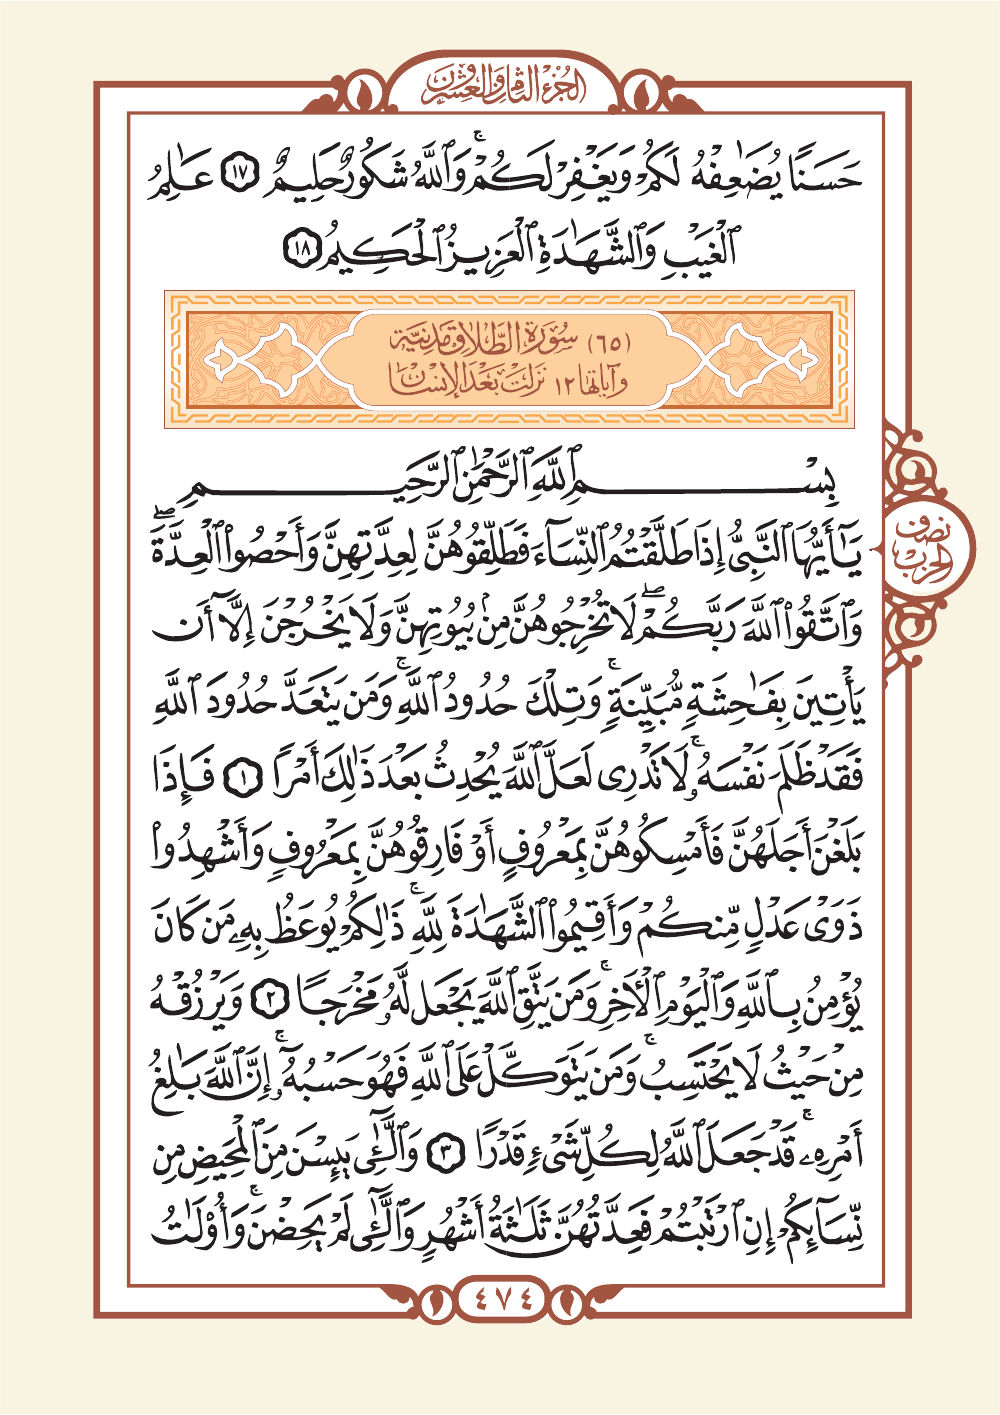 الجزء الثامن والعشرون
حَسَنًا يُضَٰعِفْهُ لَكُمْ وَيَغْفِرْ لَكُمْ ۚ وَٱللَّهُ شَكُورٌ حَلِيمٌ ١٧ عَٰلِمُ
ٱلْغَيْبِ وَٱلشَّهَٰدَةِ ٱلْعَزِيزُ ٱلْحَكِيمُ ١٨
(٦٥) سُورَة الطَّلَاق مَدنِيَّة
وآياتها ١٢ نزلت بعد الإنسان
بِسْمِ ٱللَّهِ ٱلرَّحْمَٰنِ ٱلرَّحِيمِ
يَٰٓأَيُّهَا ٱلنَّبِىُّ إِذَا طَلَّقْتُمُ ٱلنِّسَآءَ فَطَلِّقُوهُنَّ لِعِدَّتِهِنَّ وَأَحْصُوا۟ ٱلْعِدَّةَ ۖ
نصف
الحزب
وَٱتَّقُوا۟ ٱللَّهَ رَبَّكُمْ ۖ لَا تُخْرِجُوهُنَّ مِنۢ بُيُوتِهِنَّ وَلَا يَخْرُجْنَ إِلَّآ أَن
يَأْتِينَ بِفَٰحِشَةٍ مُّبَيِّنَةٍ ۚ وَتِلْكَ حُدُودُ ٱللَّهِ ۚ وَمَن يَتَعَدَّ حُدُودَ ٱللَّهِ
فَقَدْ ظَلَمَ نَفْسَهُۥ ۚ لَا تَدْرِى لَعَلَّ ٱللَّهَ يُحْدِثُ بَعْدَ ذَٰلِكَ أَمْرًا ١ فَإِذَا
بَلَغْنَ أَجَلَهُنَّ فَأَمْسِكُوهُنَّ بِمَعْرُوفٍ أَوْ فَارِقُوهُنَّ بِمَعْرُوفٍ وَأَشْهِدُوا۟
ذَوَىْ عَدْلٍ مِّنكُمْ وَأَقِيمُوا۟ ٱلشَّهَٰدَةَ لِلَّهِ ۚ ذَٰلِكُمْ يُوعَظُ بِهِۦ مَن كَانَ
يُؤْمِنُ بِٱللَّهِ وَٱلْيَوْمِ ٱلْءَاخِرِ ۚ وَمَن يَتَّقِ ٱللَّهَ يَجْعَل لَّهُۥ مَخْرَجًا ٢ وَيَرْزُقْهُ
مِنْ حَيْثُ لَا يَحْتَسِبُ ۚ وَمَن يَتَوَكَّلْ عَلَى ٱللَّهِ فَهُوَ حَسْبُهُۥٓ ۚ إِنَّ ٱللَّهَ بَٰلِغُ
أَمْرِهِۦ ۚ قَدْ جَعَلَ ٱللَّهُ لِكُلِّ شَىْءٍ قَدْرًا ٣ وَٱلَّٰٓـِٔى يَئِسْنَ مِنَ ٱلْمَحِيضِ مِن
نِّسَآئِكُمْ إِنِ ٱرْتَبْتُمْ فَعِدَّتُهُنَّ ثَلَٰثَةُ أَشْهُرٍ وَٱلَّٰٓـِٔى لَمْ يَحِضْنَ ۚ وَأُو۟لَٰتُ
٤٧٤